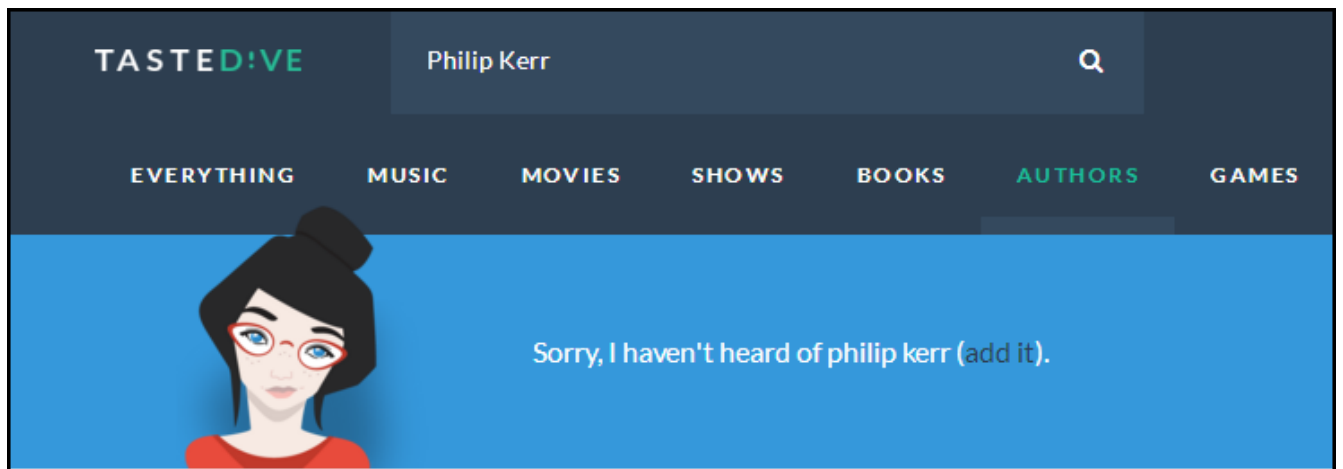 TASTED!VE
Philip Kerr
EVERYTHING MUSIC MOVIES SHOWS BOOKS AUTHORS GAMES
Sorry, I haven't heard of philip kerr (add it).